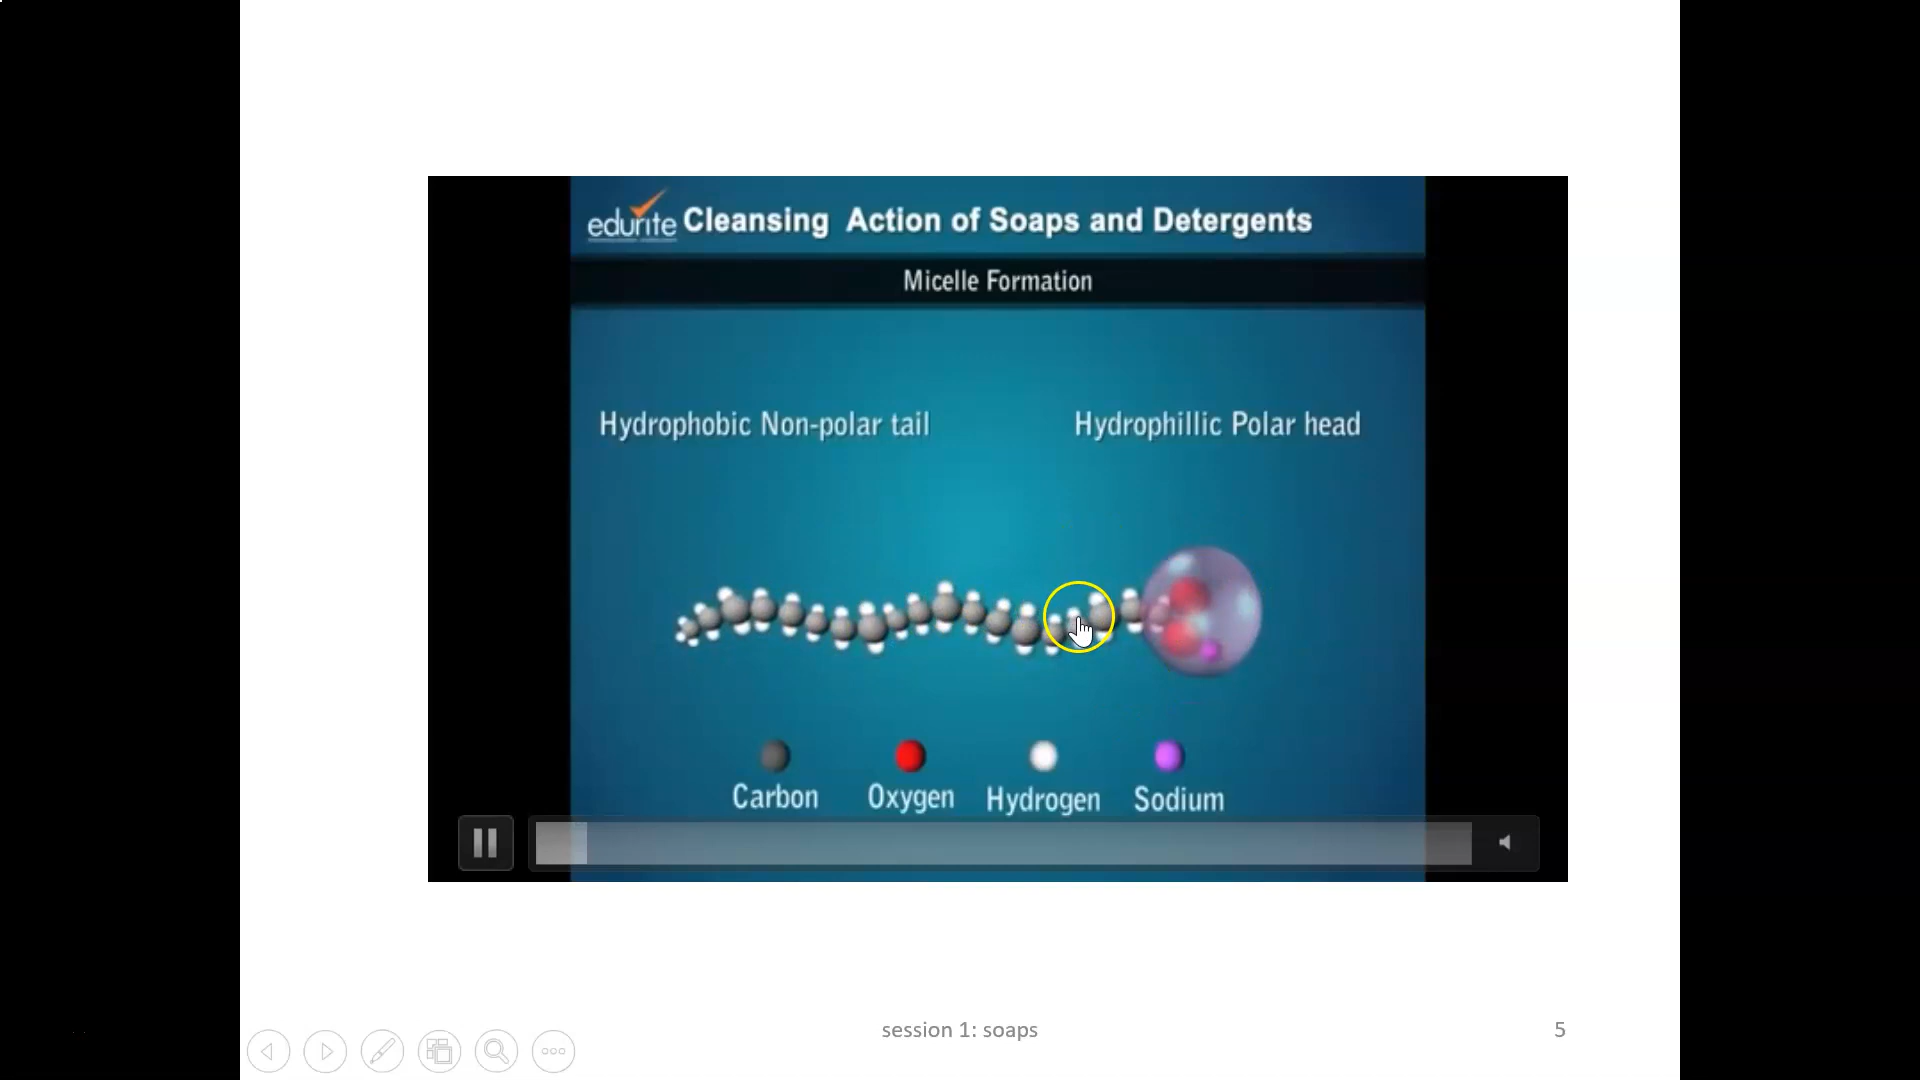 edurite Cleansing Action of Soaps and Detergents
Micelle Formation
Hydrophobic Non-polar tail Hydrophillic Polar head
Carbon Oxygen Hydrogen Sodium
session 1: soaps 5